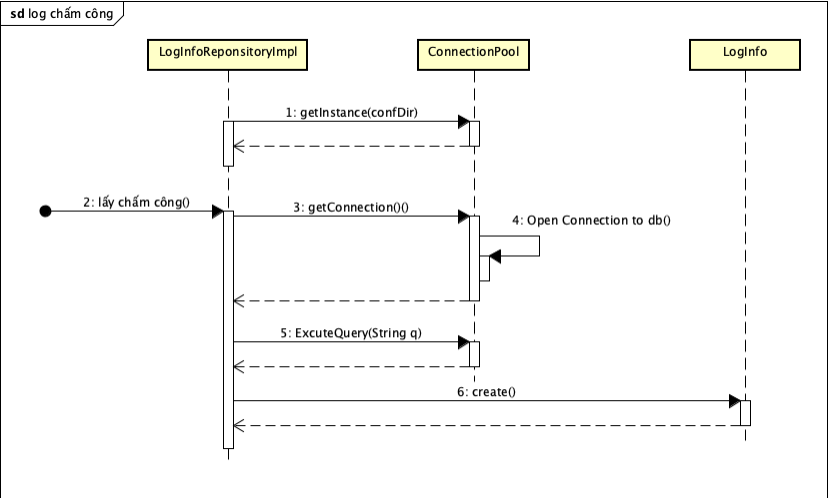 sd log chấm công
LogInfoReponsitoryImpl
ConnectionPool
LogInfo
1: getInstance(confDir)
2: lấy chấm công()
3: getConnection()()
4: Open Connection to db()
5: ExcuteQuery(String q)
6: create()